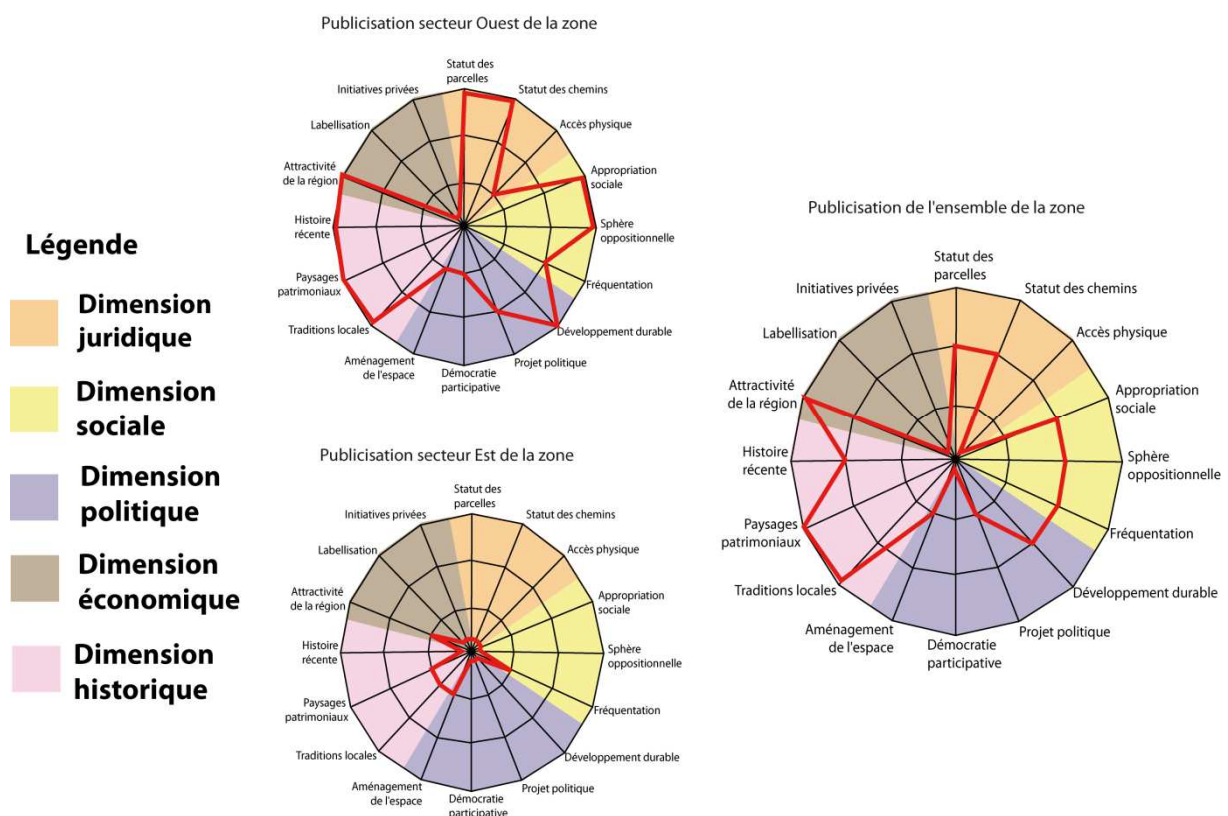 Publicisation secteur Ouest de la zone
Statut des
parcelles
Statut des chemins
Accès physique
Appropriation
sociale
Sphère
oppositionnelle
Fréquentation
Développement durable
Projet politique
Démocratie
participative
Aménagement
de l'espace
Traditions locales
Paysages
patrimoniaux
Histoire
récente
Attractivité
de la région
Labellisation
Initiatives privées
Légende
Dimension
juridique
Dimension
sociale
Dimension
politique
Dimension
économique
Dimension
historique
Publicisation secteur Est de la zone
Statut des
parcelles
Statut des chemins
Accès physique
Appropriation
sociale
Sphère
oppositionnelle
Fréquentation
Développement durable
Projet politique
Démocratie
participative
Aménagement
de l'espace
Traditions locales
Paysages
patrimoniaux
Histoire
récente
Attractivité
de la région
Labellisation
Initiatives privées
Publicisation de l'ensemble de la zone
Statut des
parcelles
Statut des chemins
Accès physique
Appropriation
sociale
Sphère
oppositionnelle
Fréquentation
Développement durable
Projet politique
Démocratie
participative
Aménagement
de l'espace
Traditions locales
Paysages
patrimoniaux
Histoire
récente
Attractivité
de la région
Labellisation
Initiatives privées